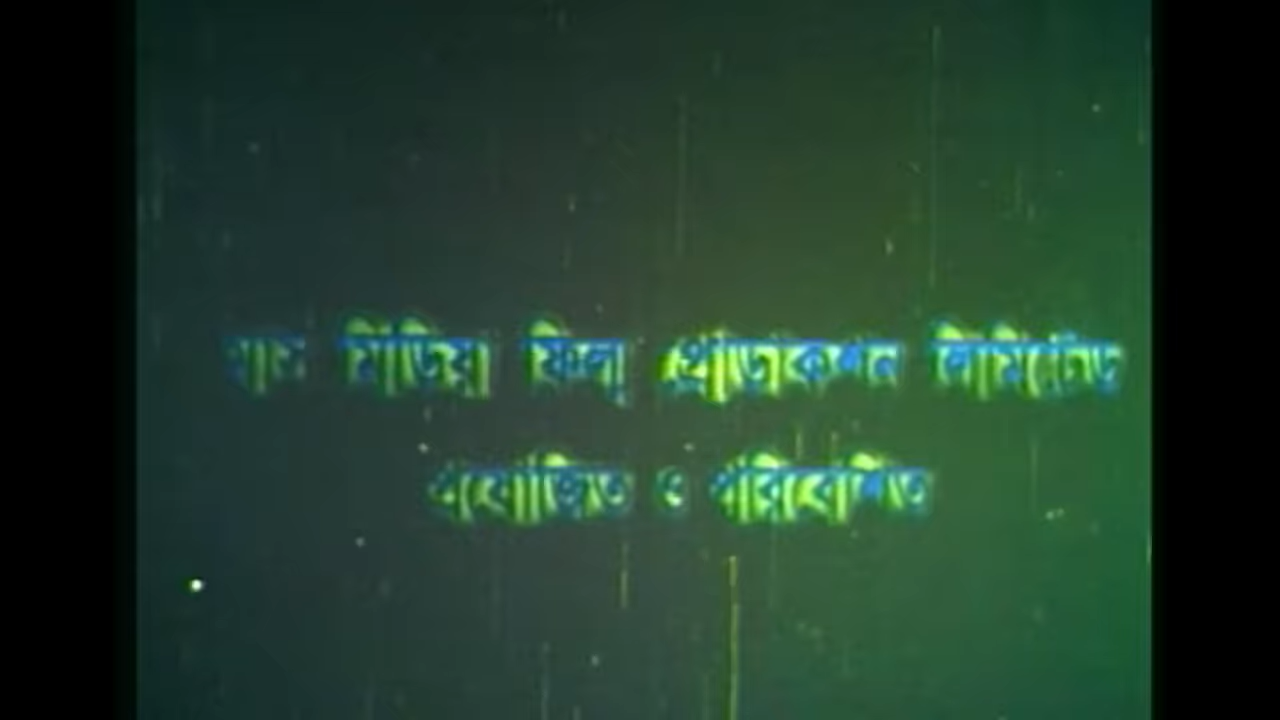 মাস মিডিয়া ফিল্ম প্রোডাকশন লিমিটেড
প্রযোজিত ও পরিবেশিত